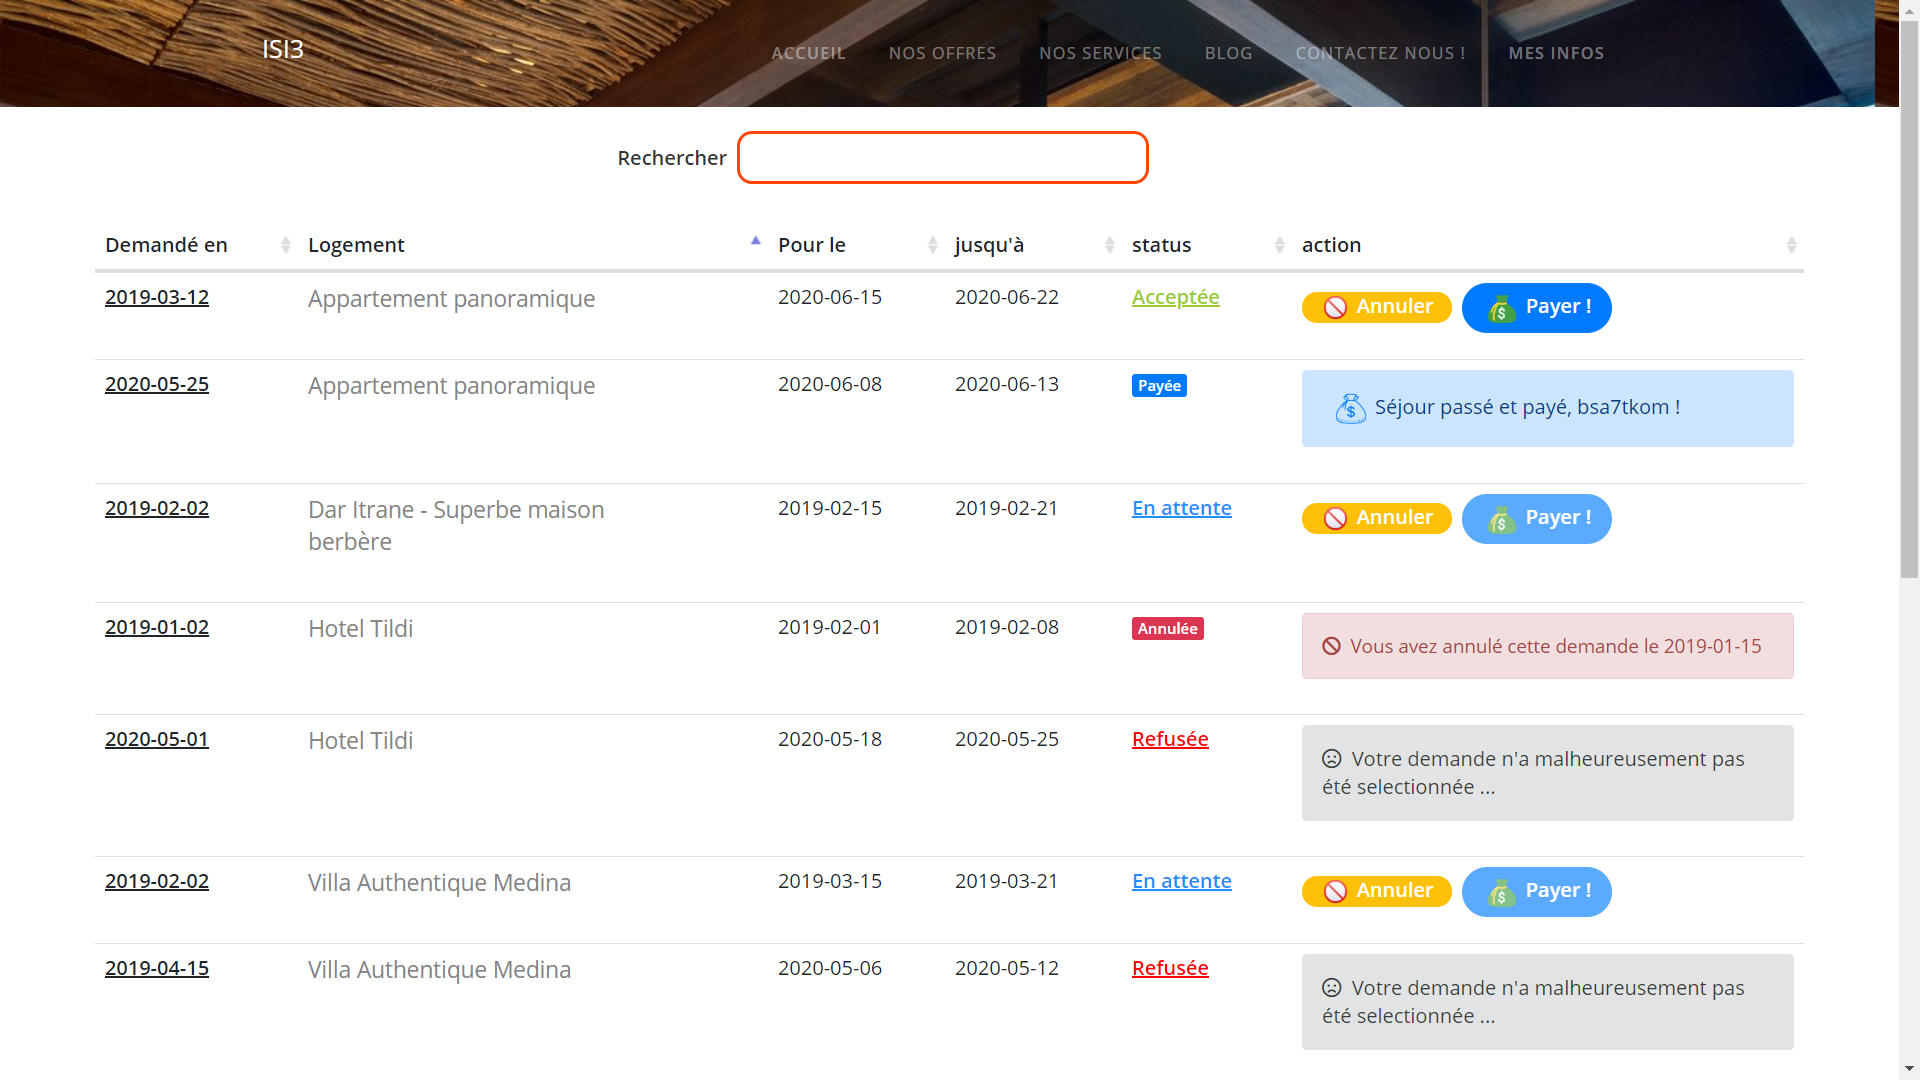 ISI3
ACCUEIL NOS OFFRES NOS SERVICES BLOG CONTACTEZ NOUS ! MES INFOS
Rechercher
Demandé en Logement Pour le jusqu'à status action
2019-03-12 Appartement panoramique 2020-06-15 2020-06-22 Acceptée Annuler Payer !
2020-05-25 Appartement panoramique 2020-06-08 2020-06-13 Payée Séjour passé et payé, bsa7tkom !
2019-02-02 Dar Itrane - Superbe maison 2019-02-15 2019-02-21 En attente Annuler Payer !
berbère
2019-01-02 Hotel Tildi 2019-02-01 2019-02-08 Annulée Vous avez annulé cette demande le 2019-01-15
2020-05-01 Hotel Tildi 2020-05-18 2020-05-25 Refusée Votre demande n'a malheureusement pas
été selectionnée ...
2019-02-02 Villa Authentique Medina 2019-03-15 2019-03-21 En attente Annuler Payer !
2019-04-15 Villa Authentique Medina 2020-05-06 2020-05-12 Refusée Votre demande n'a malheureusement pas
été selectionnée ...